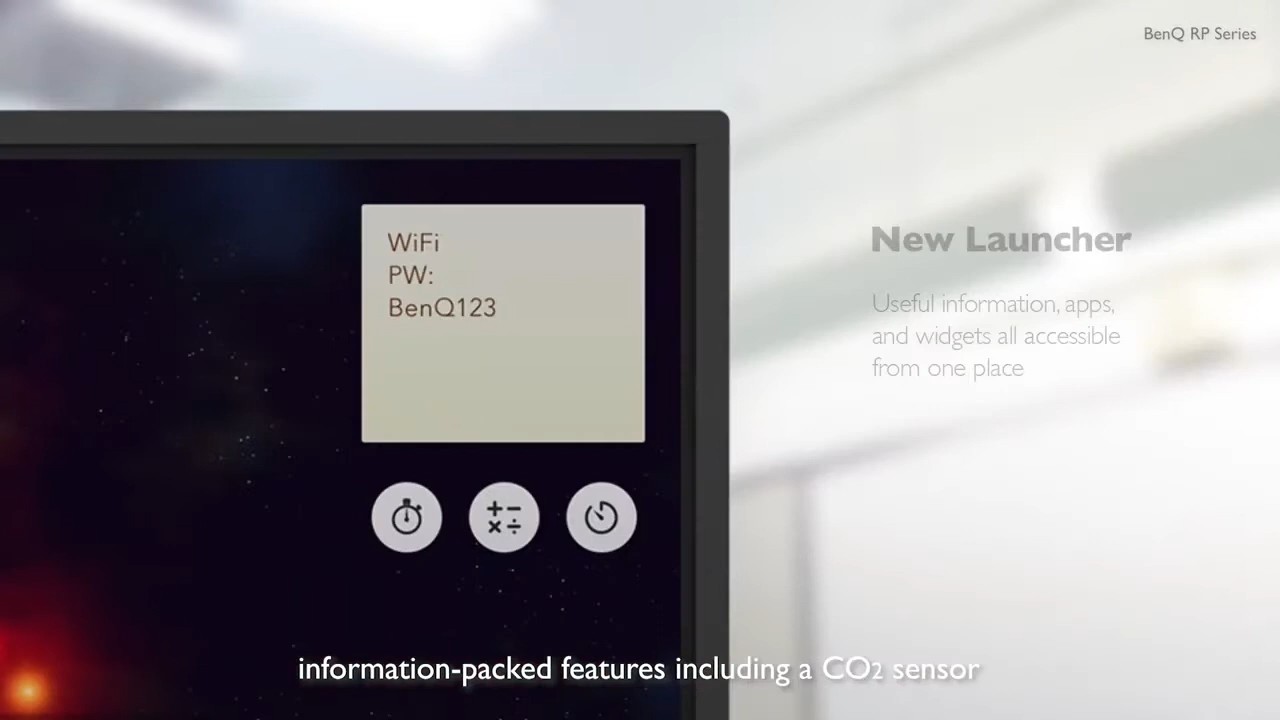 BenQ RP Series
WiFi
PW:
BenQ123
New Launcher
Useful information, apps,
and widgets all accessible
from one place
information-packed features including a CO₂ sensor